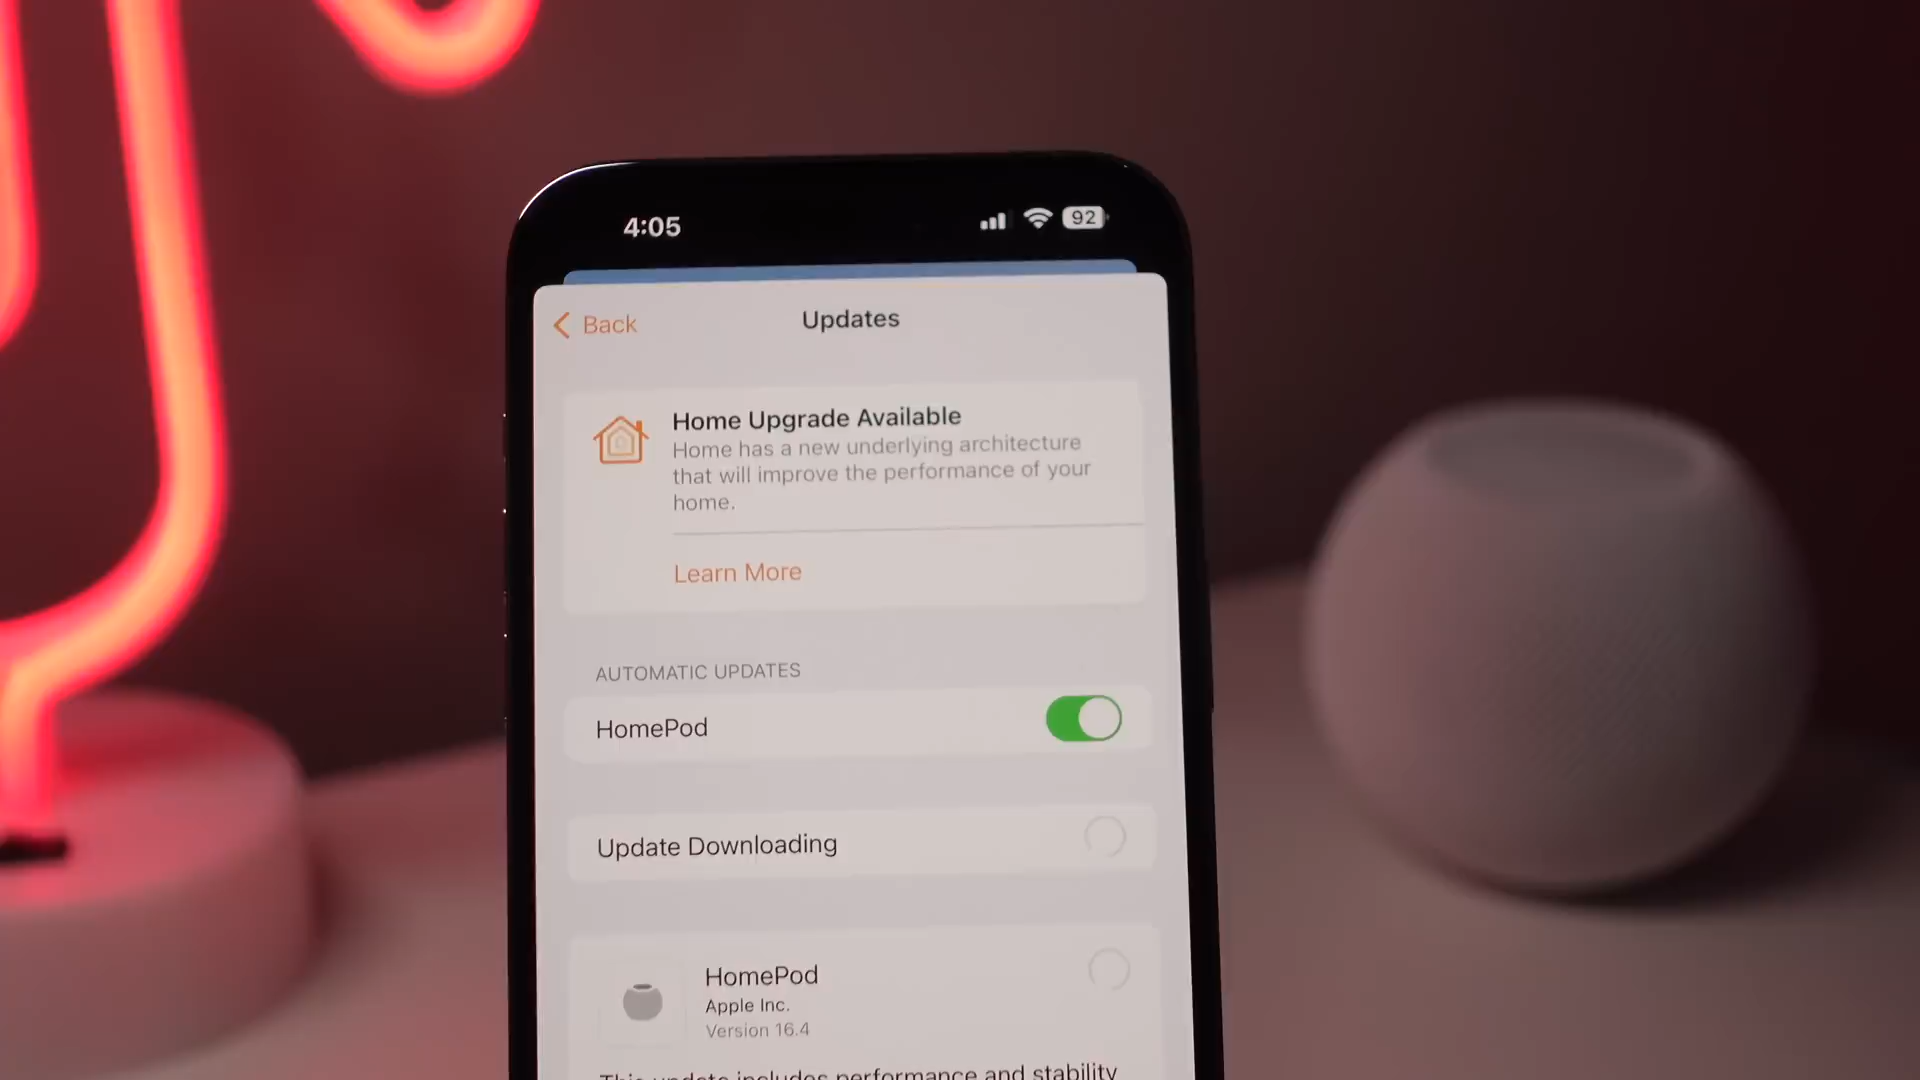 4:05
92
Back
Updates
Home Upgrade Available
Home has a new underlying architecture
that will improve the performance of your
home.
Learn More
AUTOMATIC UPDATES
HomePod
Update Downloading
HomePod
Apple Inc.
Version 16.4
This update includes performance and stability